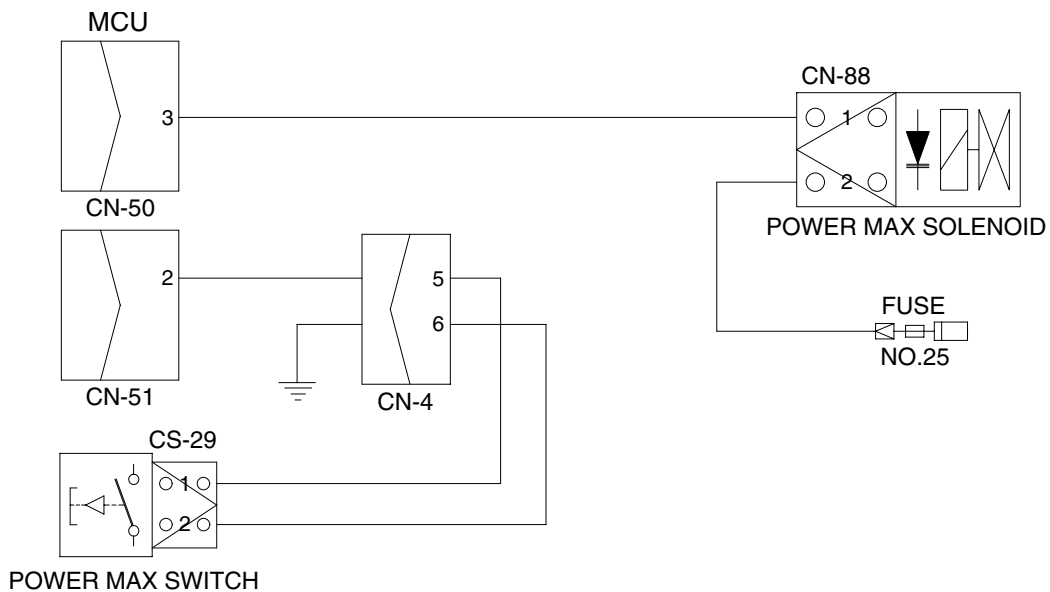 MCU
3
CN-50
CN-88
1
2
POWER MAX SOLENOID
2
CN-51
5
6
CN-4
FUSE
NO.25
CS-29
1
2
POWER MAX SWITCH